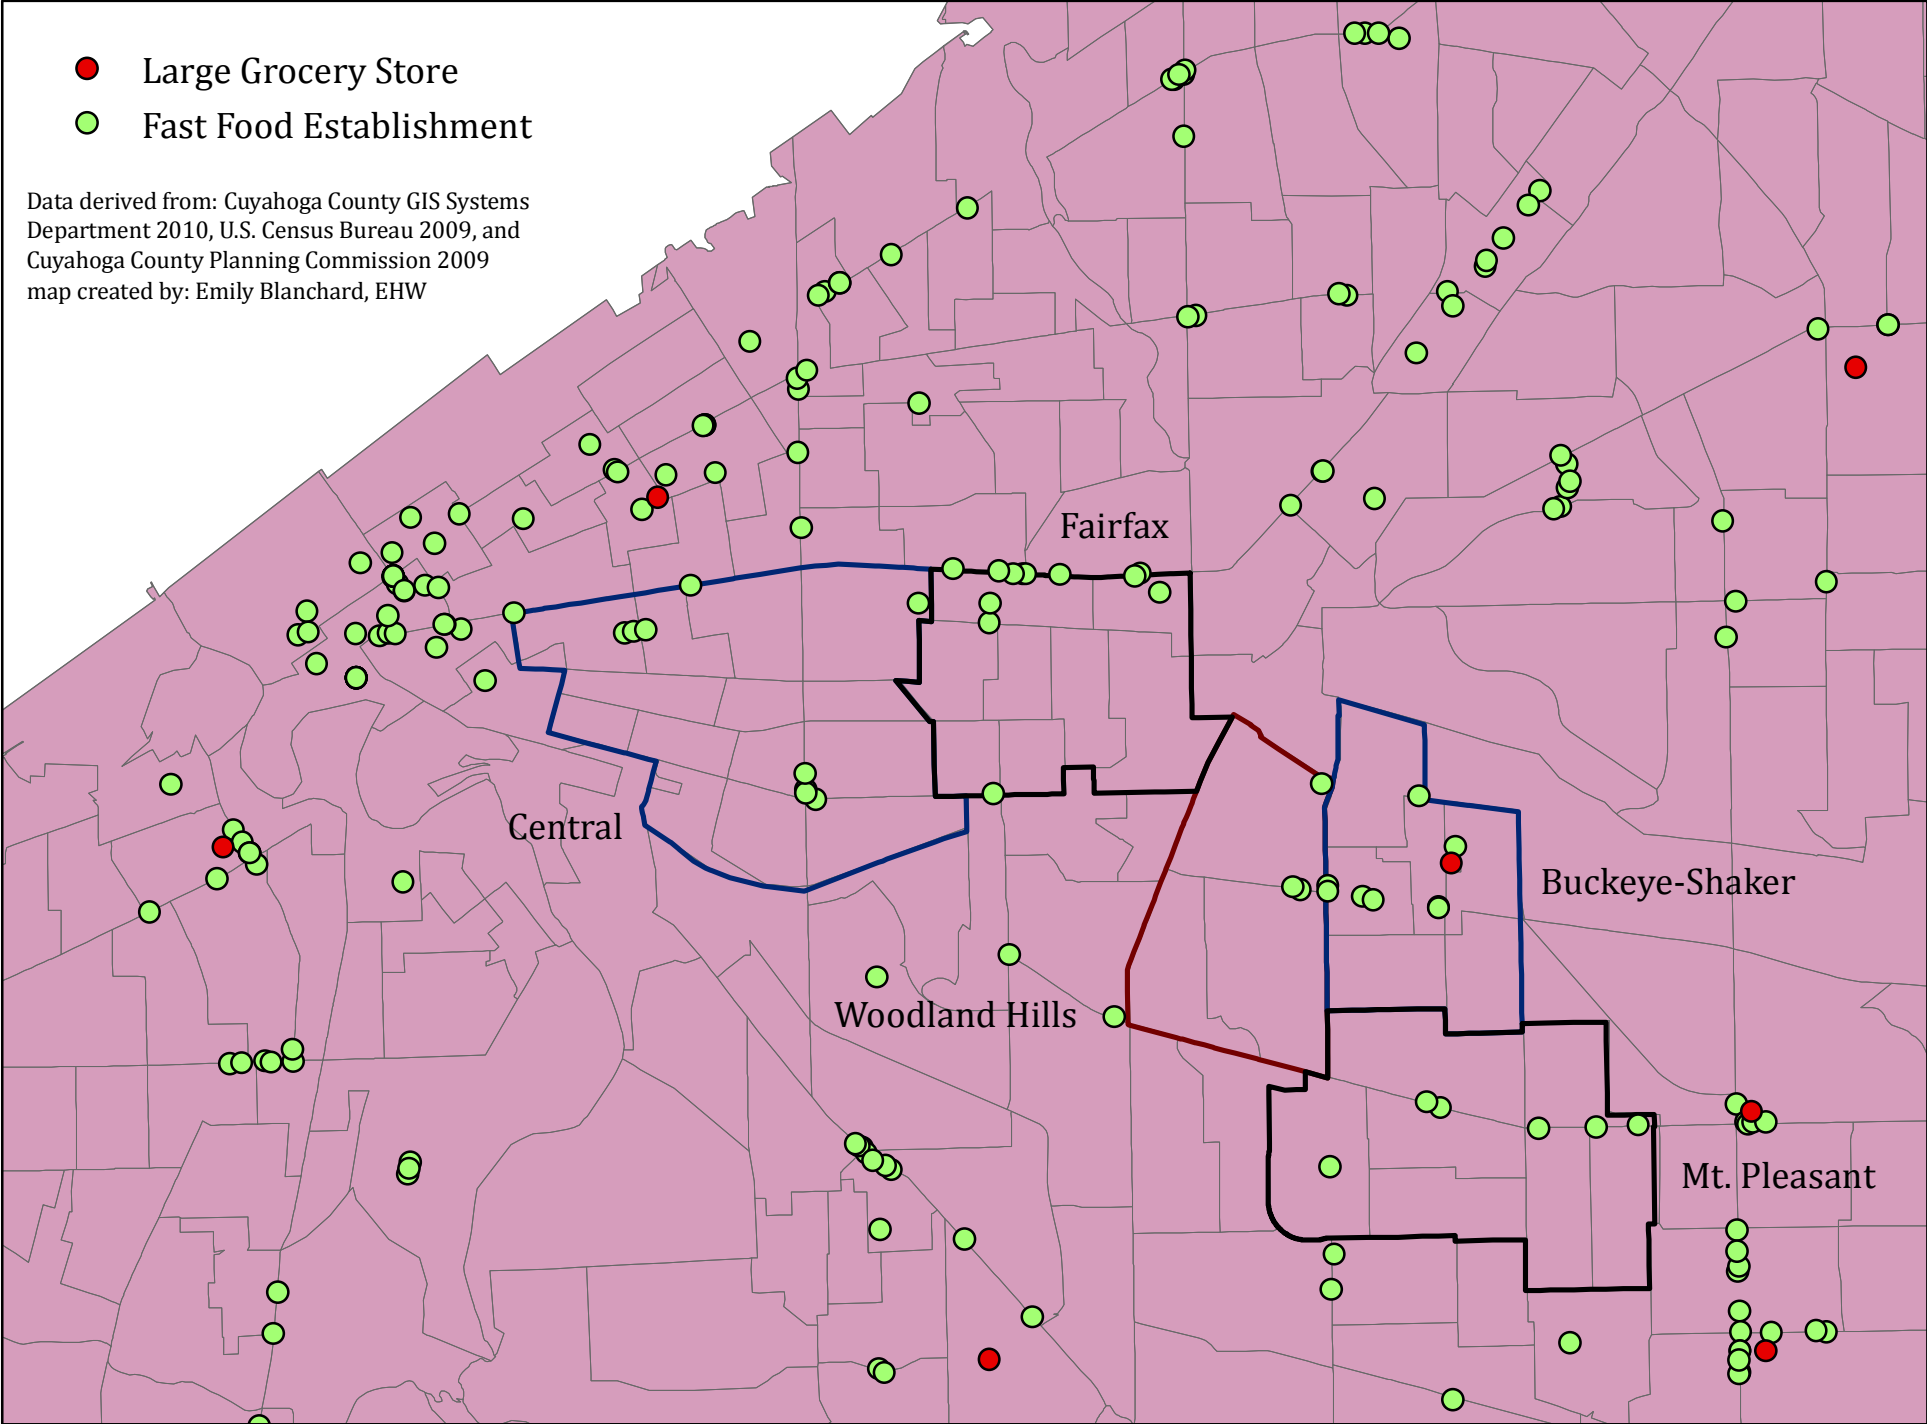 Large Grocery Store
Fast Food Establishment
Data derived from: Cuyahoga County GIS Systems
Department 2010, U.S. Census Bureau 2009, and
Cuyahoga County Planning Commission 2009
map created by: Emily Blanchard, EHW
Fairfax
Central
Buckeye-Shaker
Woodland Hills
Mt. Pleasant